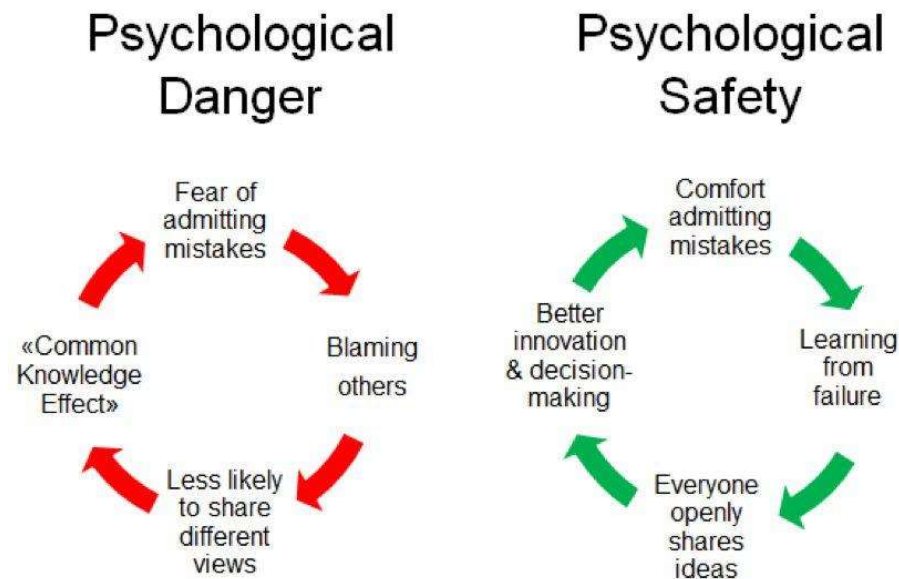 Psychological
Danger
Fear of
admitting
mistakes
Blaming
others
Less likely
to share
different
views
«Common
Knowledge
Effect»
Psychological
Safety
Comfort
admitting
mistakes
Learning
from
failure
Everyone
openly
shares
ideas
Better
innovation
& decision-
making